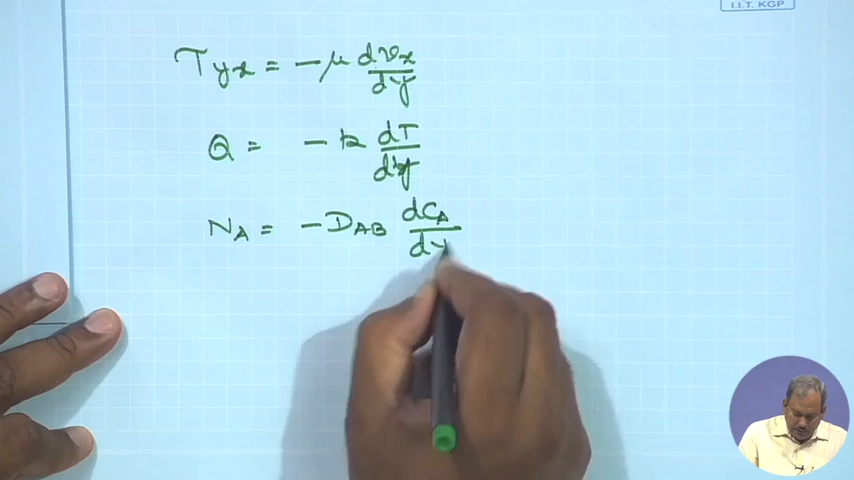 I.I.T. KGP
τyx = -μ dvx/dy
Q = -k dT/dy
NA = -DAB dCA/dy